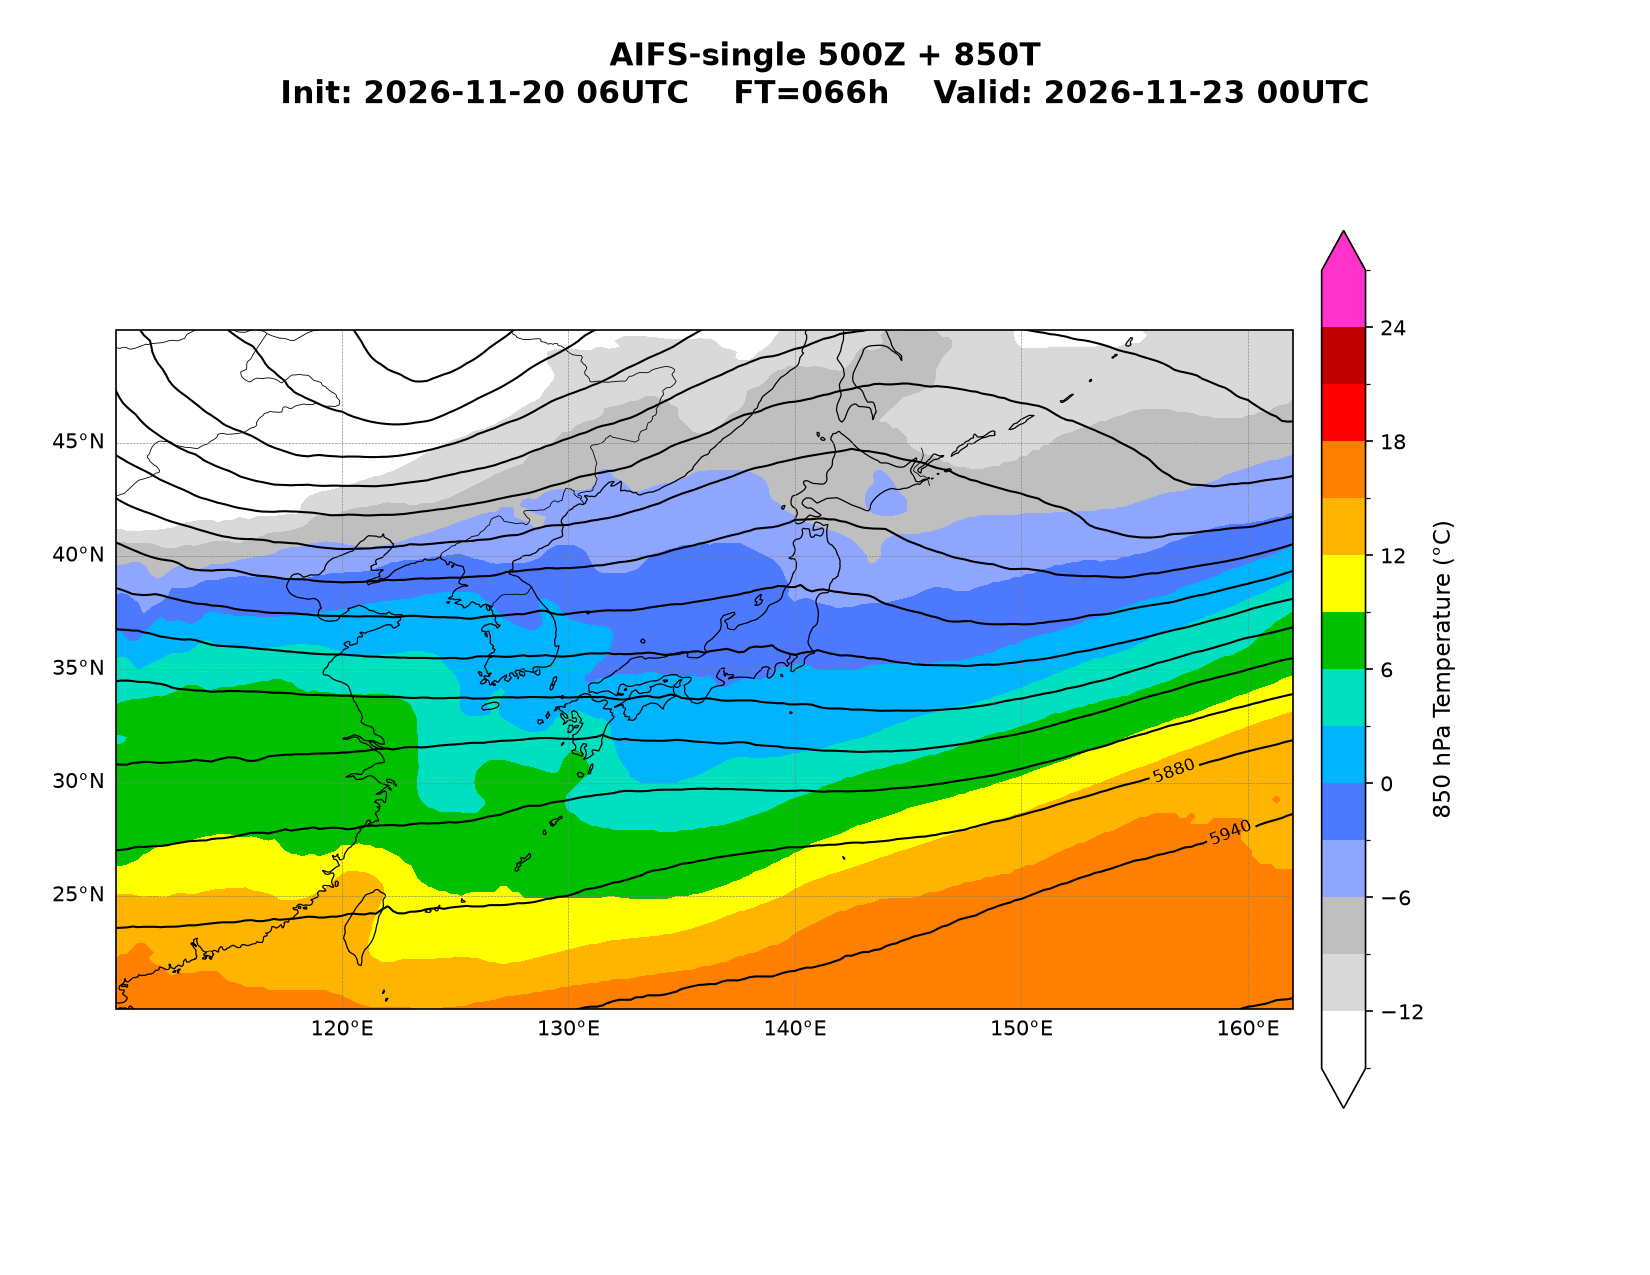 AIFS-single 500Z + 850T
Init: 2026-11-20 06UTC    FT=066h    Valid: 2026-11-23 00UTC
24
18
12
6
0
−6
−12
850 hPa Temperature (°C)
45°N
40°N
35°N
30°N
25°N
5880
5940
120°E
130°E
140°E
150°E
160°E